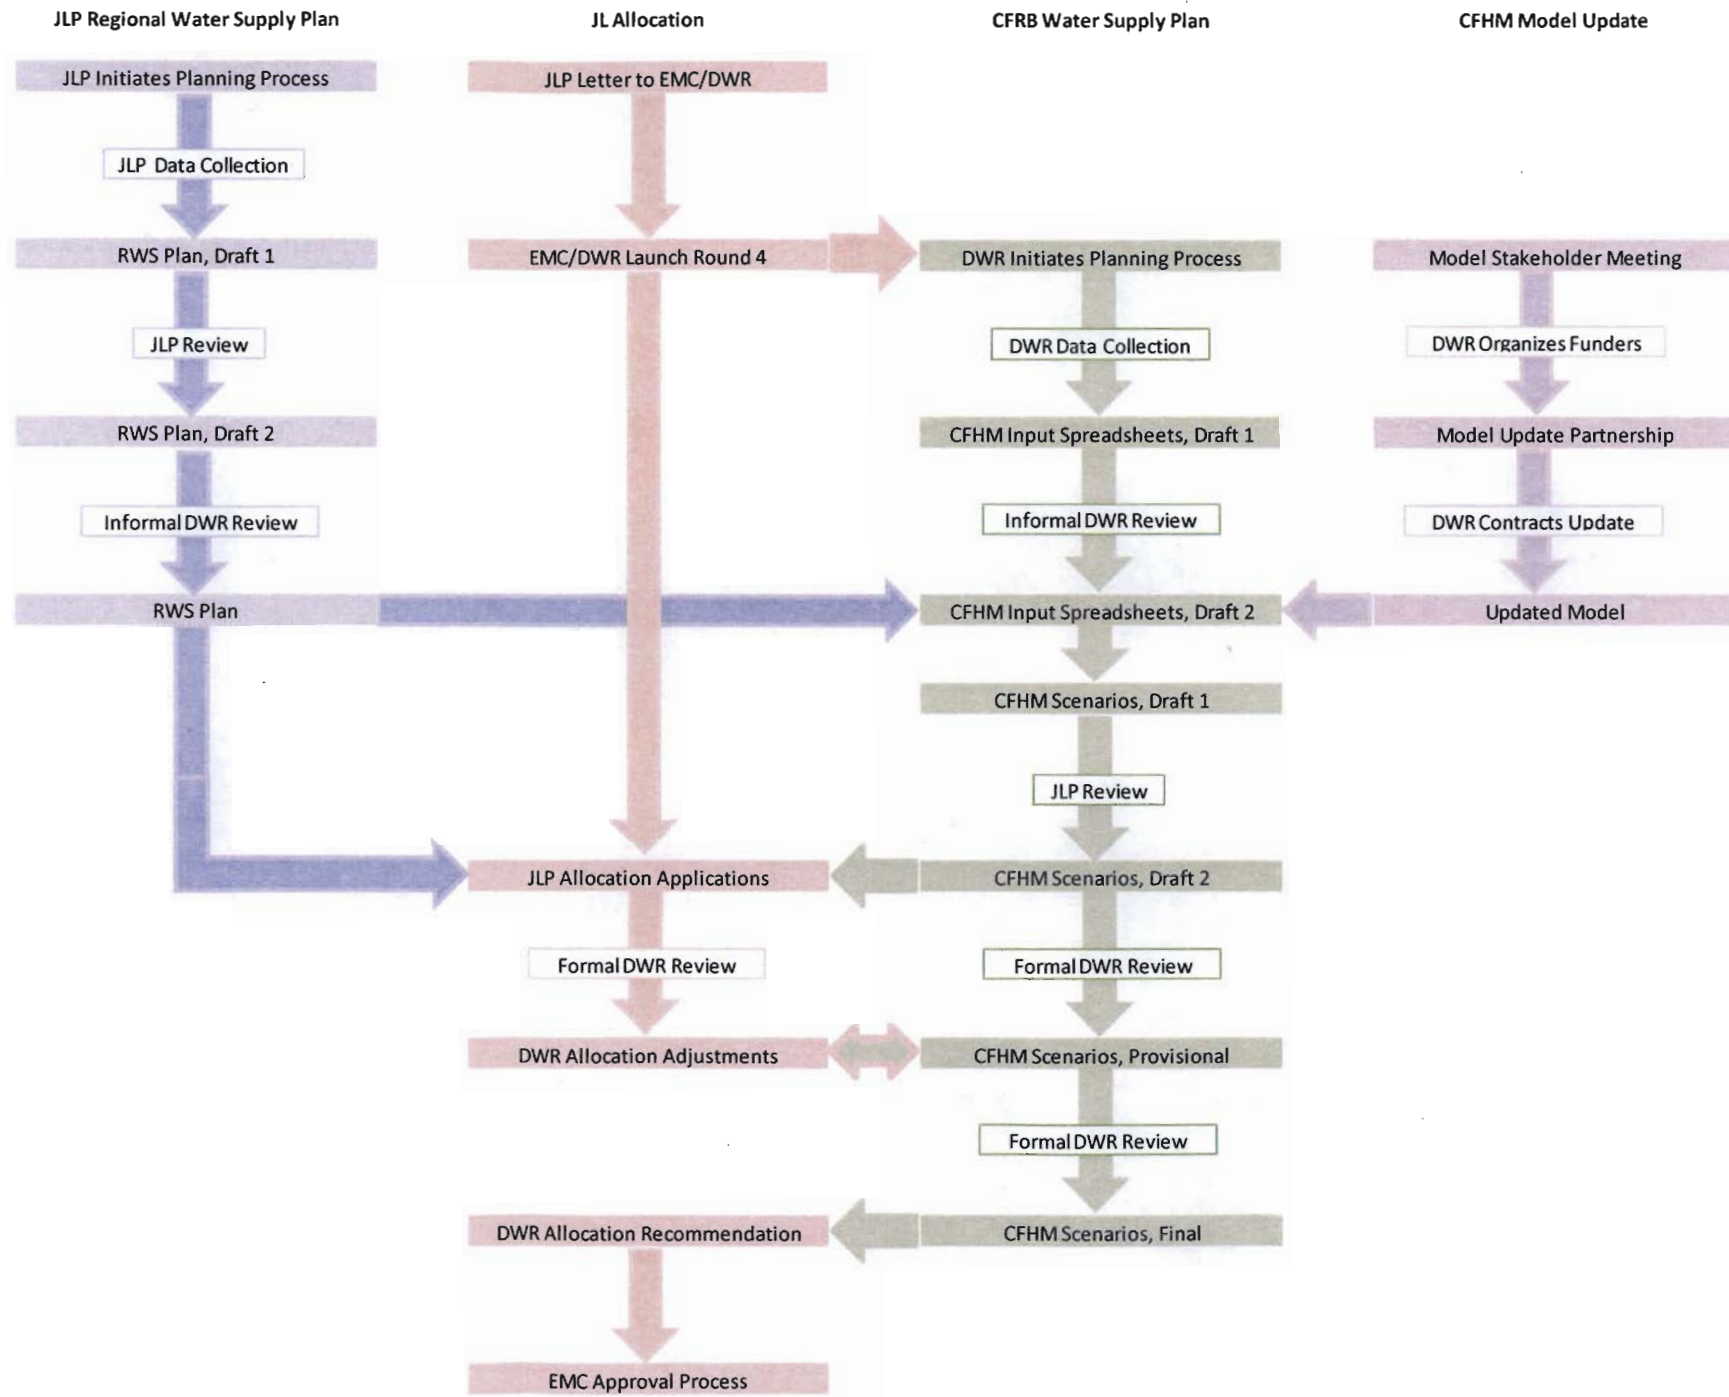 JLP Regional Water Supply Plan
JL Allocation
CFRB Water Supply Plan
CFHM Model Update
JLP Initiates Planning Process
JLP Letter to EMC/DWR
JLP Data Collection
RWS Plan, Draft 1
EMC/DWR Launch Round 4
DWR Initiates Planning Process
Model Stakeholder Meeting
JLP Review
DWR Data Collection
DWR Organizes Funders
RWS Plan, Draft 2
CFHM Input Spreadsheets, Draft 1
Model Update Partnership
Informal DWR Review
Informal DWR Review
DWR Contracts Update
RWS Plan
CFHM Input Spreadsheets, Draft 2
Updated Model
CFHM Scenarios, Draft 1
JLP Review
JLP Allocation Applications
CFHM Scenarios, Draft 2
Formal DWR Review
Formal DWR Review
DWR Allocation Adjustments
CFHM Scenarios, Provisional
Formal DWR Review
DWR Allocation Recommendation
CFHM Scenarios, Final
EMC Approval Process